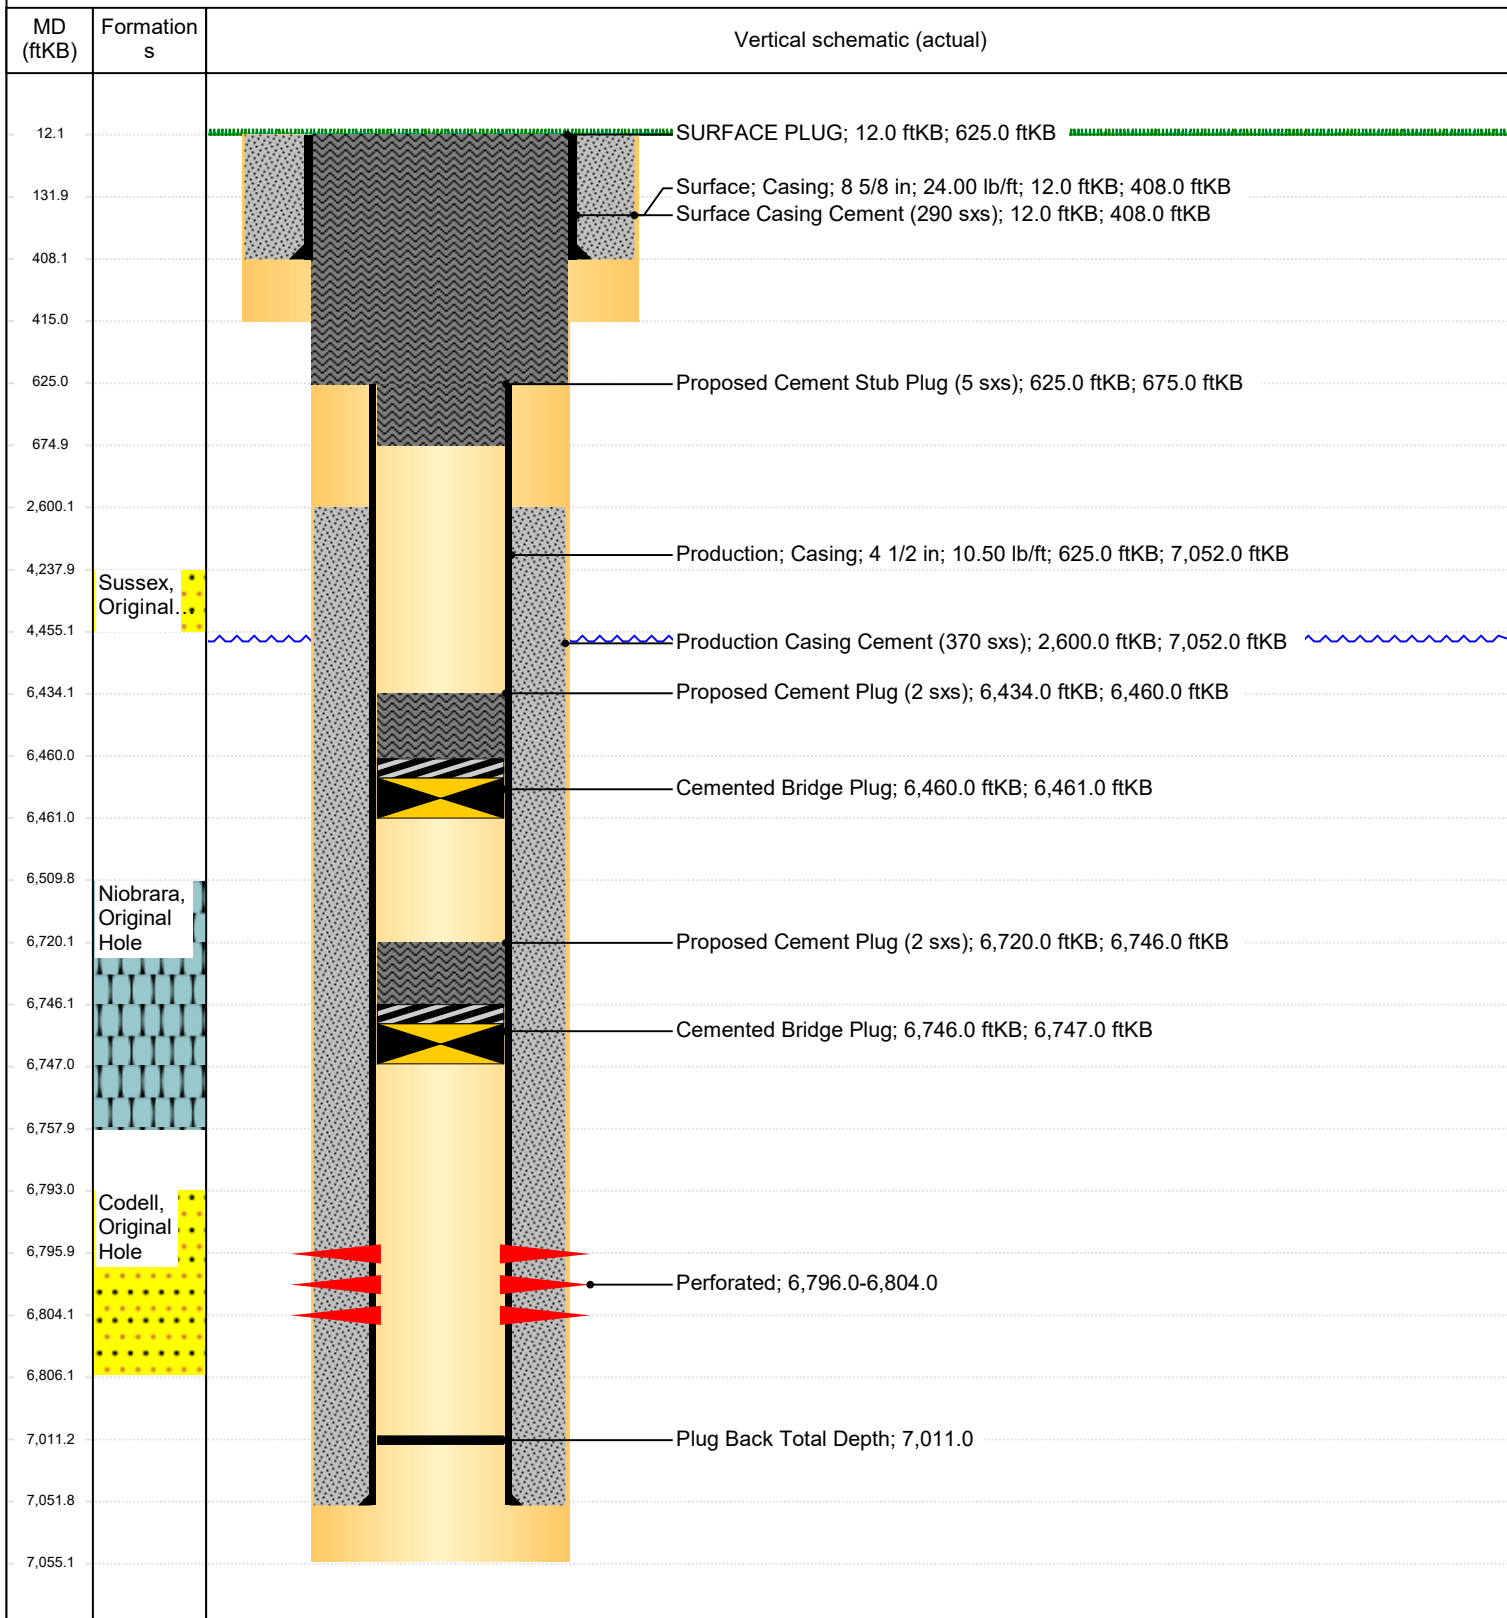 MD
(ftKB)
Formation
s
Vertical schematic (actual)
12.1
SURFACE PLUG; 12.0 ftKB; 625.0 ftKB
131.9
Surface; Casing; 8 5/8 in; 24.00 lb/ft; 12.0 ftKB; 408.0 ftKB
Surface Casing Cement (290 sxs); 12.0 ftKB; 408.0 ftKB
408.1
415.0
625.0
Proposed Cement Stub Plug (5 sxs); 625.0 ftKB; 675.0 ftKB
674.9
2,600.1
Production; Casing; 4 1/2 in; 10.50 lb/ft; 625.0 ftKB; 7,052.0 ftKB
4,237.9
Sussex,
Original...
4,455.1
Production Casing Cement (370 sxs); 2,600.0 ftKB; 7,052.0 ftKB
6,434.1
Proposed Cement Plug (2 sxs); 6,434.0 ftKB; 6,460.0 ftKB
6,460.0
Cemented Bridge Plug; 6,460.0 ftKB; 6,461.0 ftKB
6,461.0
6,509.8
Niobrara,
Original
Hole
6,720.1
Proposed Cement Plug (2 sxs); 6,720.0 ftKB; 6,746.0 ftKB
6,746.1
Cemented Bridge Plug; 6,746.0 ftKB; 6,747.0 ftKB
6,747.0
6,757.9
6,793.0
Codell,
Original
Hole
6,795.9
Perforated; 6,796.0-6,804.0
6,804.1
6,806.1
7,011.2
Plug Back Total Depth; 7,011.0
7,051.8
7,055.1